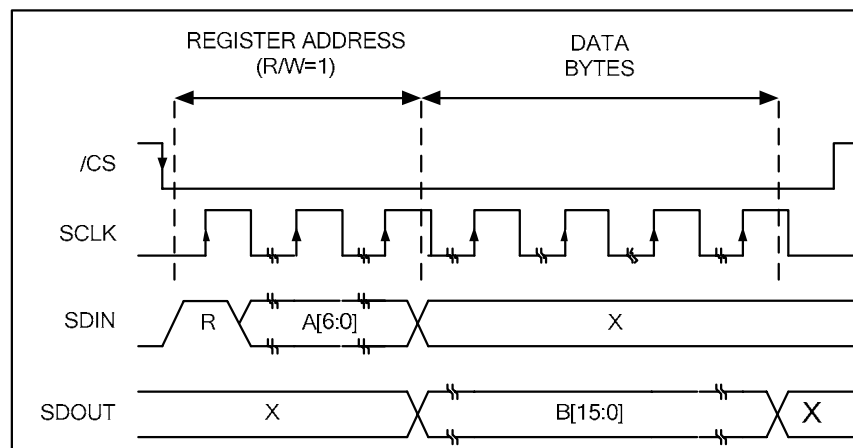 REGISTER ADDRESS
(R/W=1)
DATA
BYTES
/CS
SCLK
SDIN
R
A[6:0]
X
SDOUT
X
B[15:0]
X